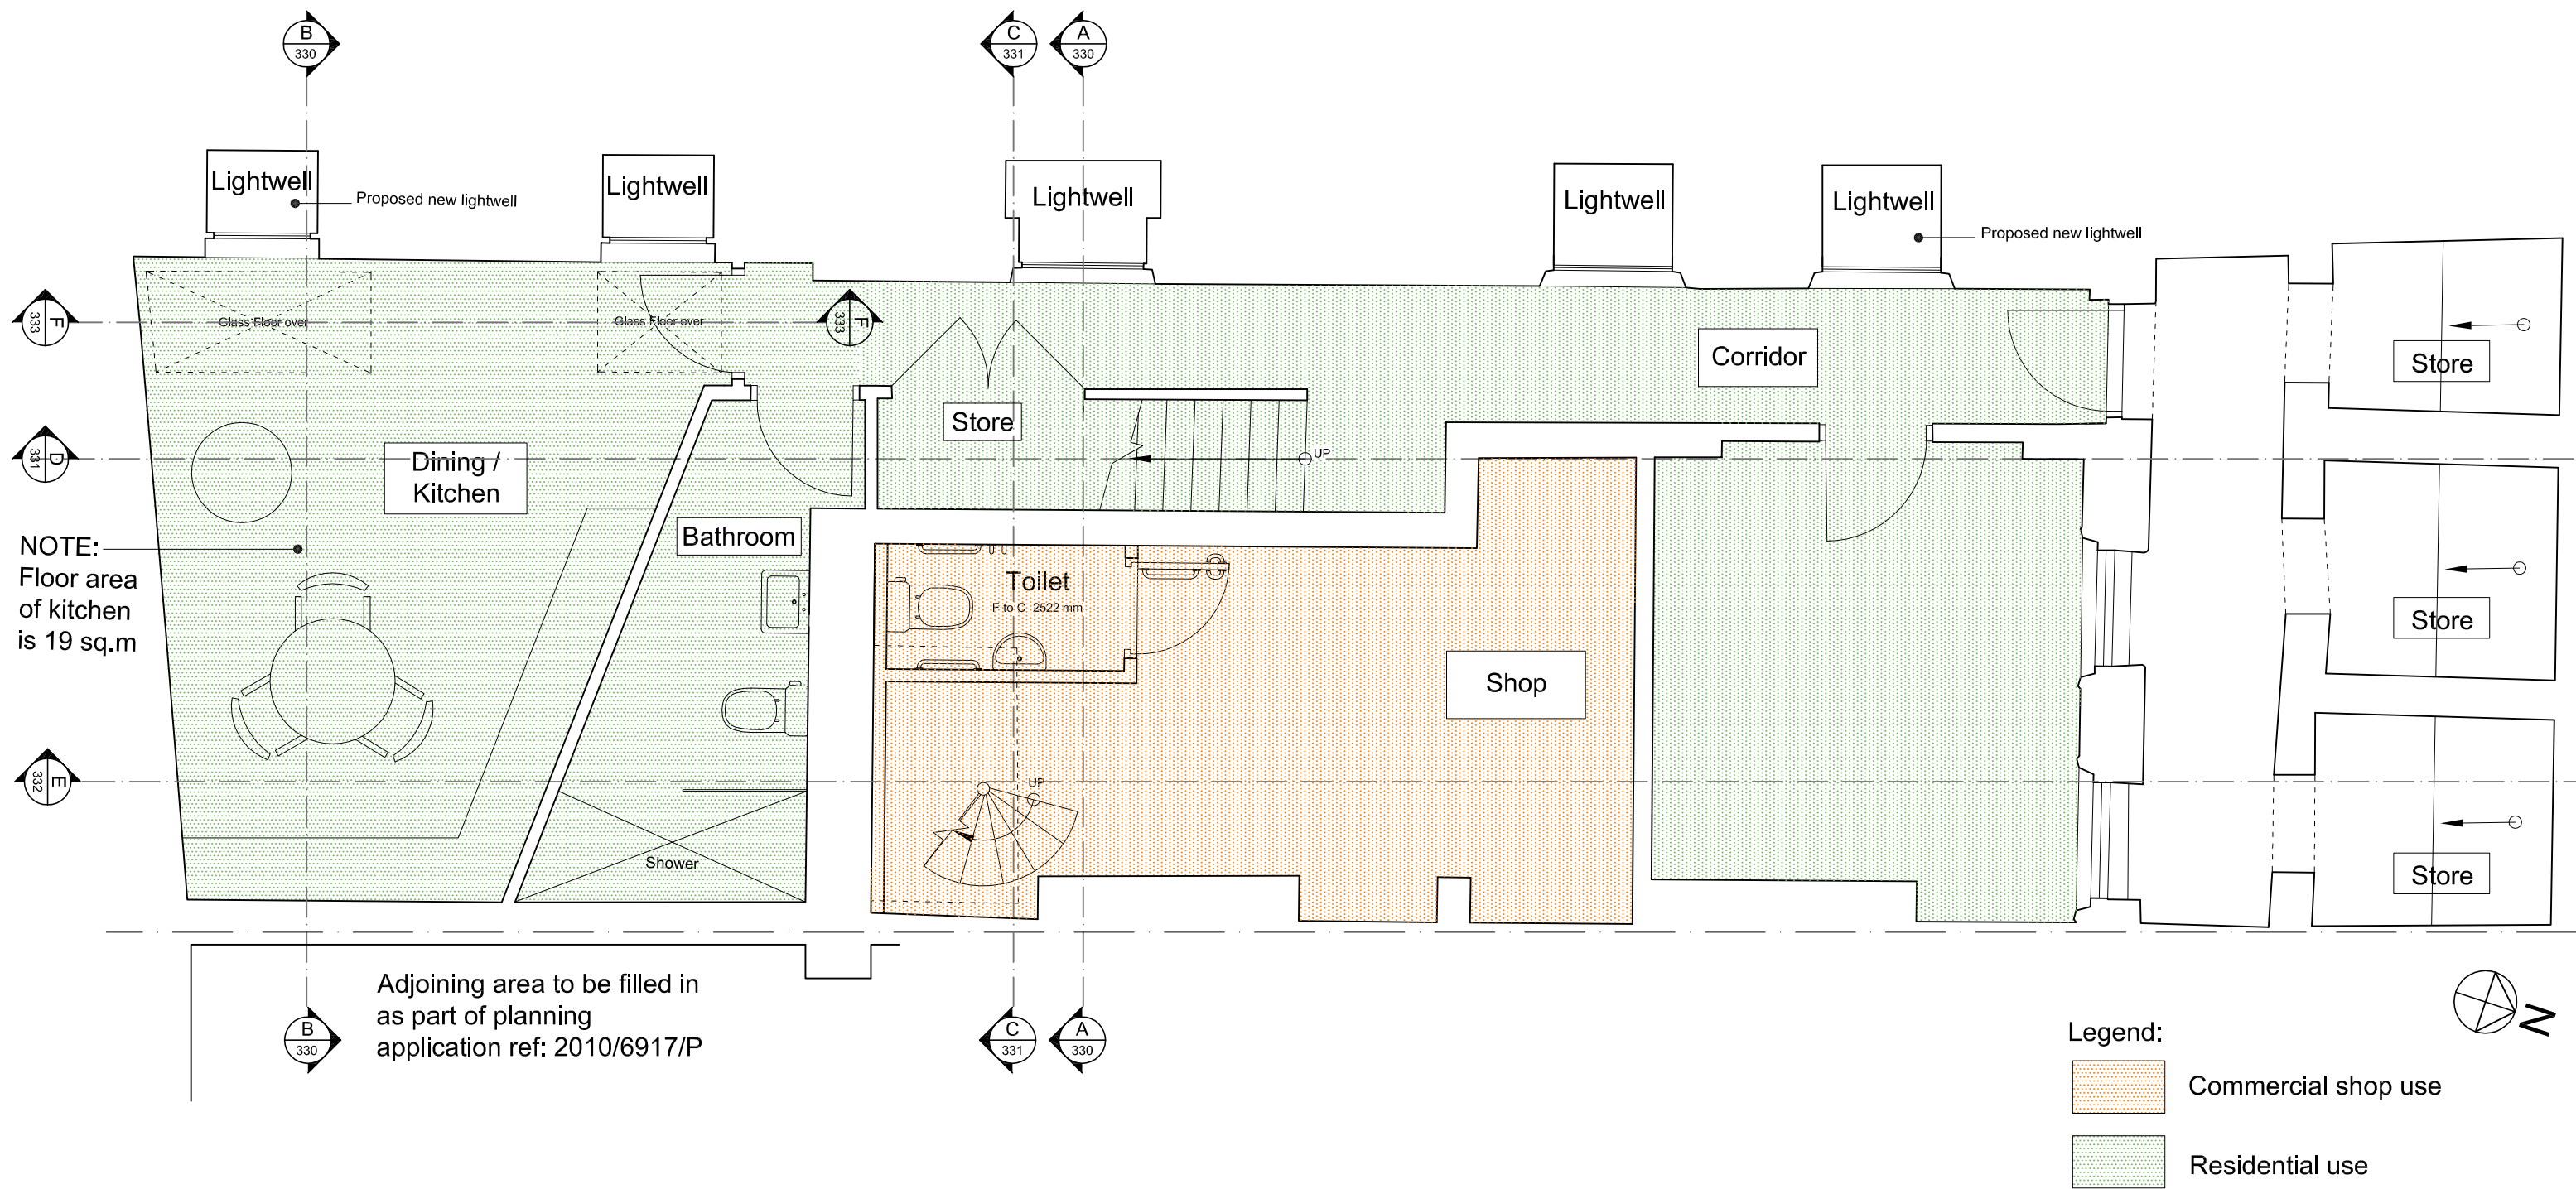 B
330
C
331
A
330
Lightwell
Proposed new lightwell
Lightwell
Lightwell
Lightwell
Lightwell
Proposed new lightwell
F
333
Glass Floor over
Glass Floor over
F
333
Corridor
Store
Store
D
331
Dining /
Kitchen
UP
Bathroom
NOTE:
Floor area
of kitchen
is 19 sq.m
Toilet
F to C 2522 mm
Store
Shop
E
332
UP
Shower
Store
Adjoining area to be filled in
as part of planning
application ref: 2010/6917/P
B
330
C
331
A
330
N
Legend:
Commercial shop use
Residential use